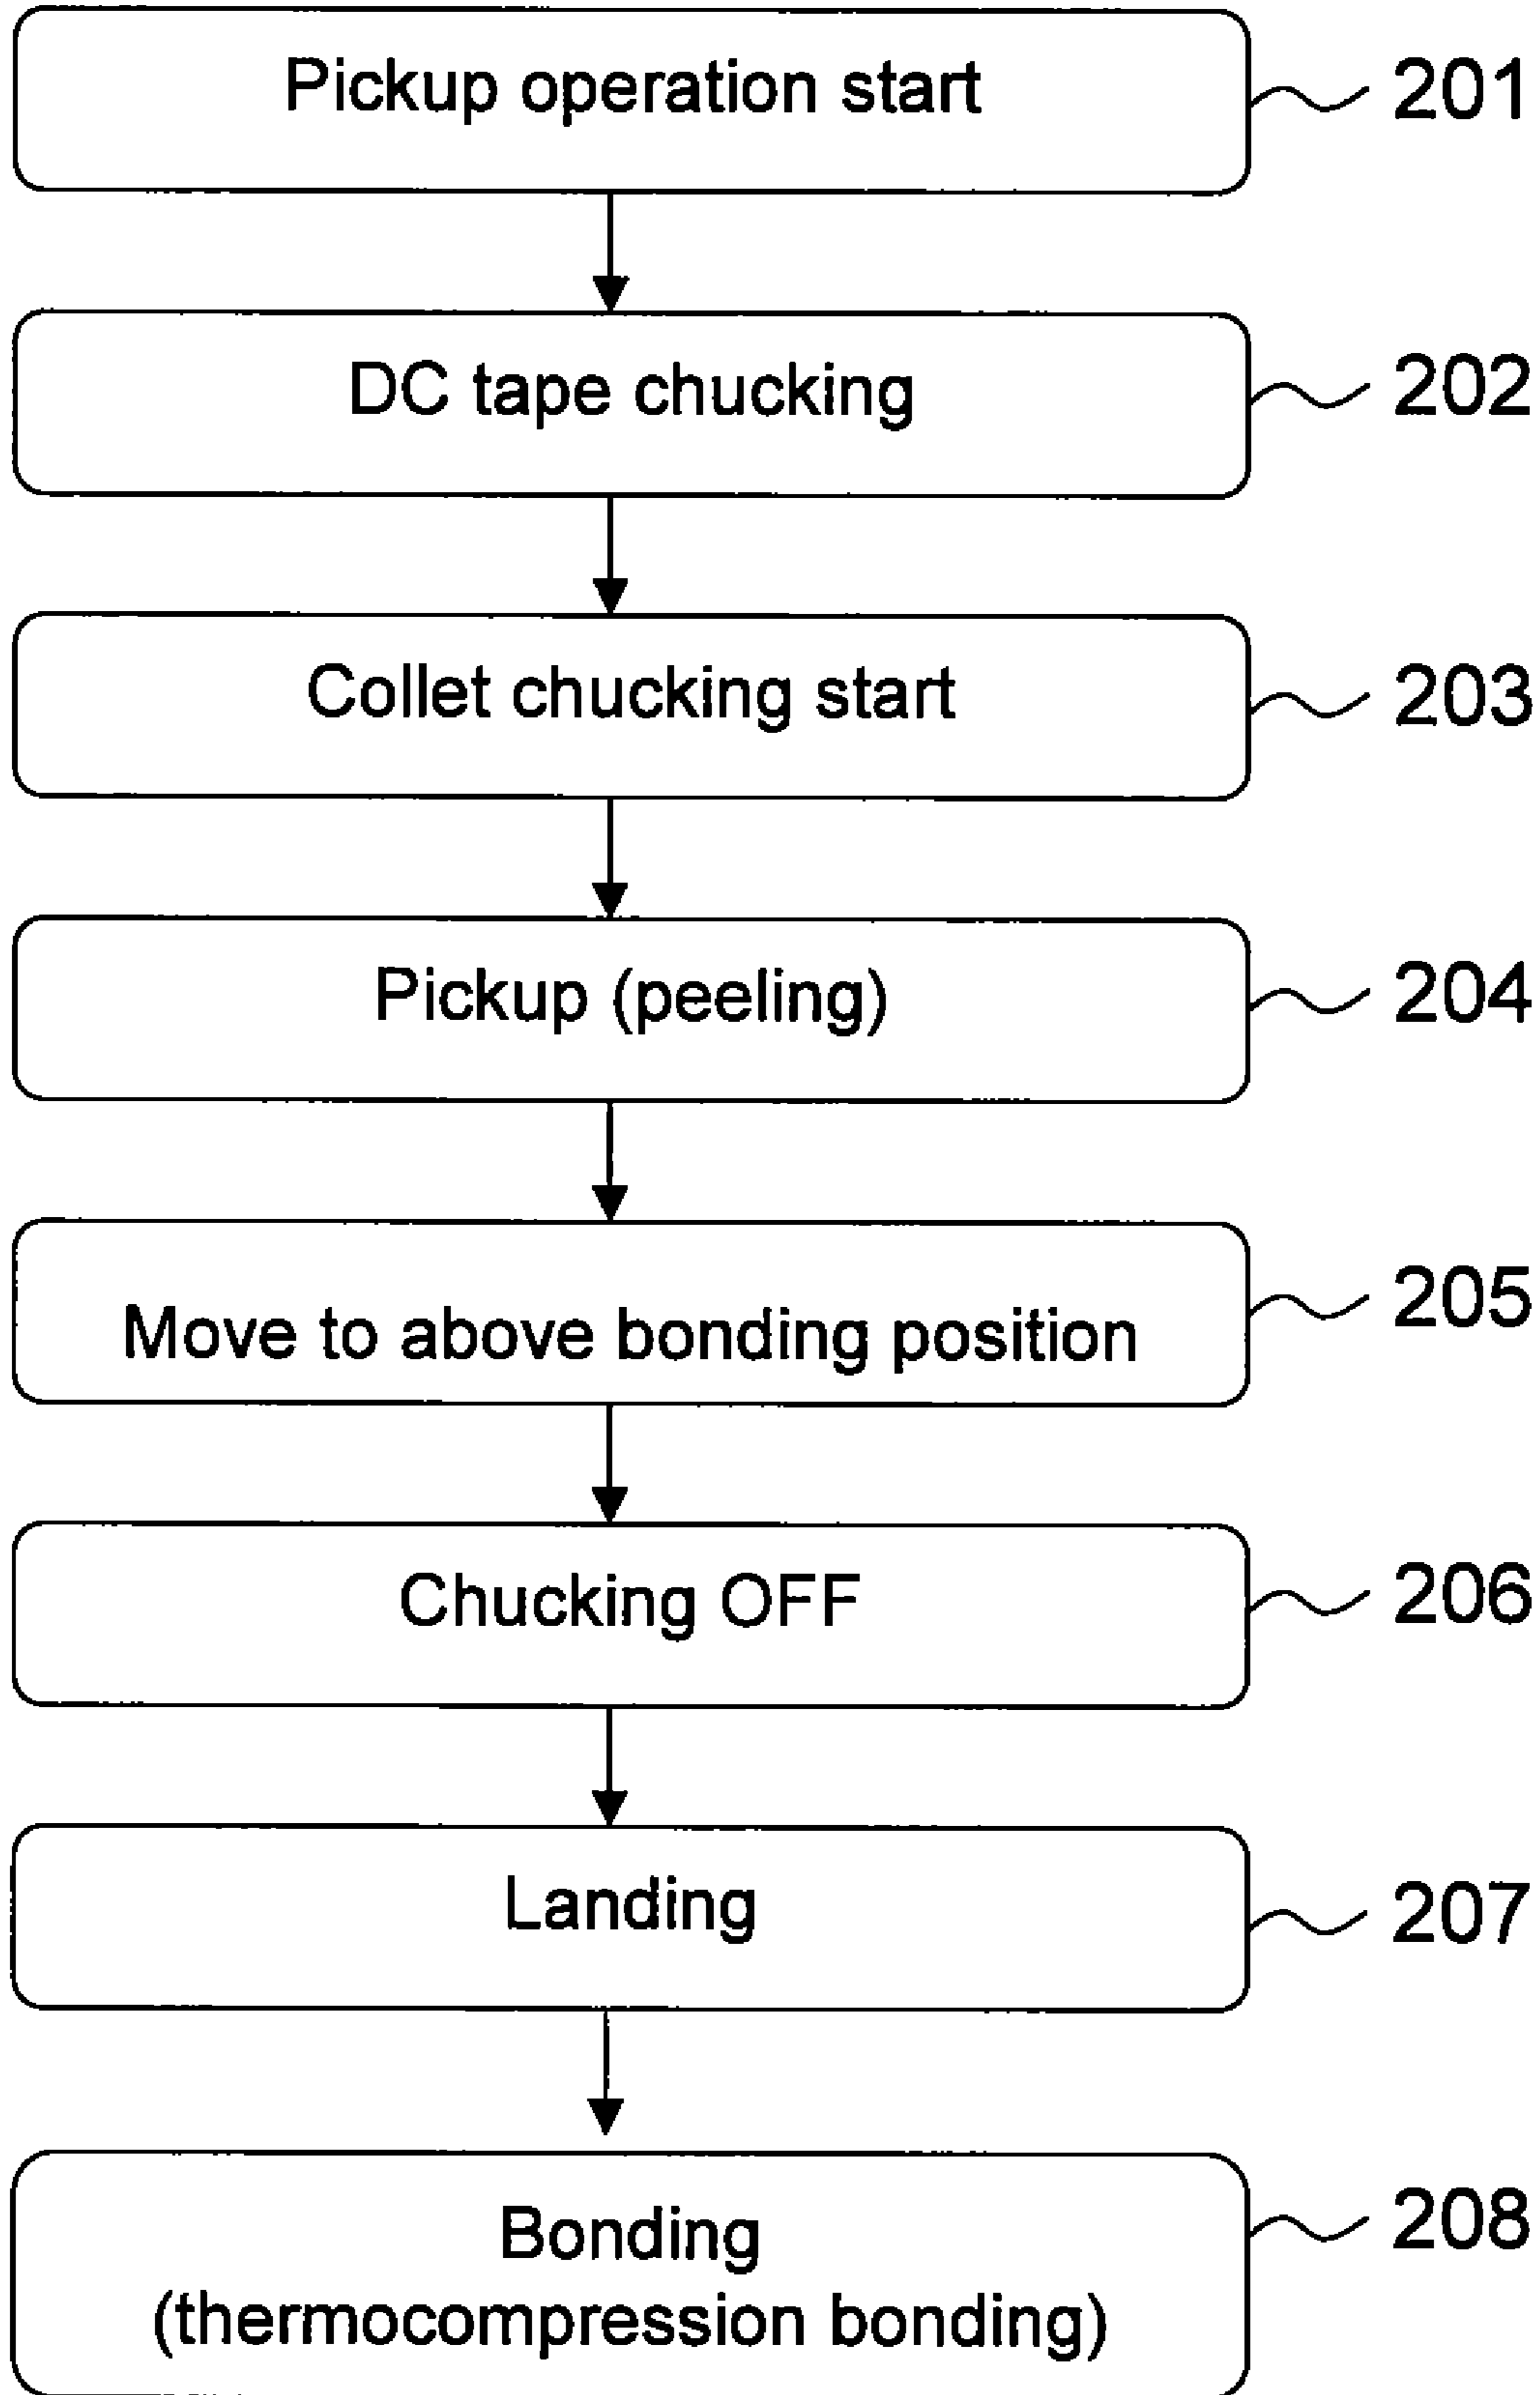 Pickup operation start 201
DC tape chucking 202
Collet chucking start 203
Pickup (peeling) 204
Move to above bonding position 205
Chucking OFF 206
Landing 207
Bonding 208
(thermocompression bonding)